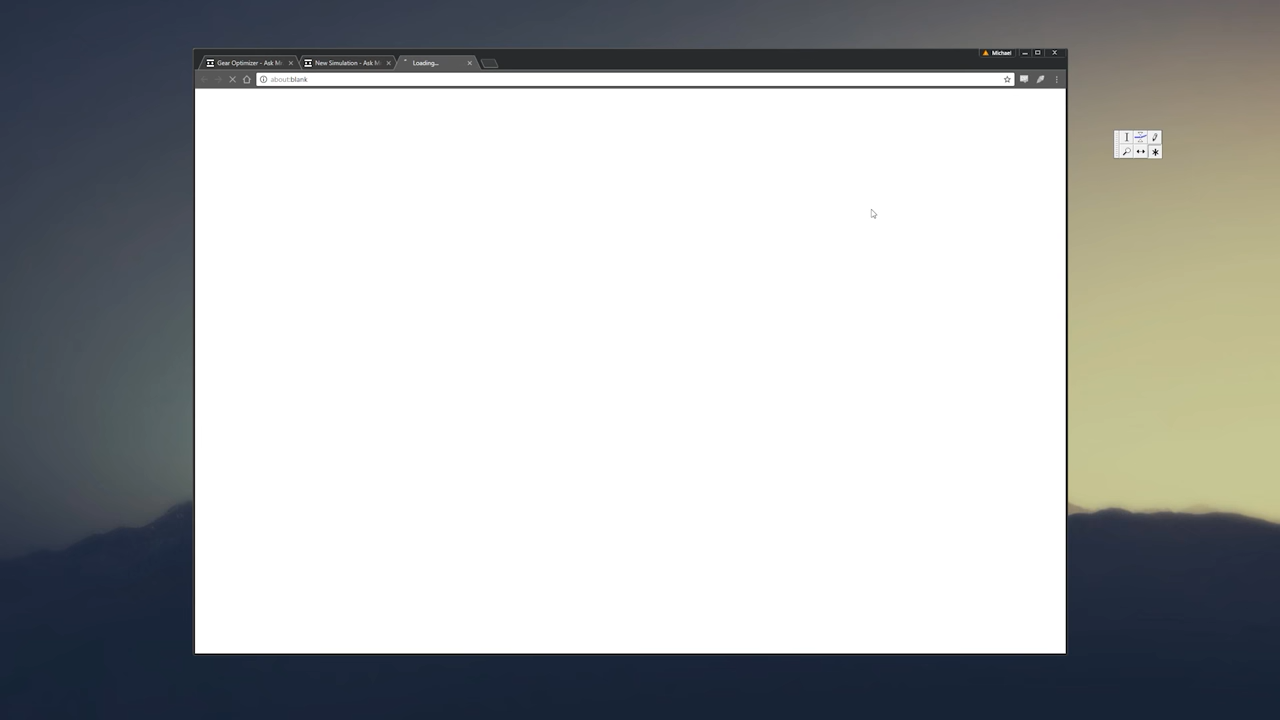 Michael
Gear Optimizer - Ask M
New Simulation - Ask M
Loading...
about:blank